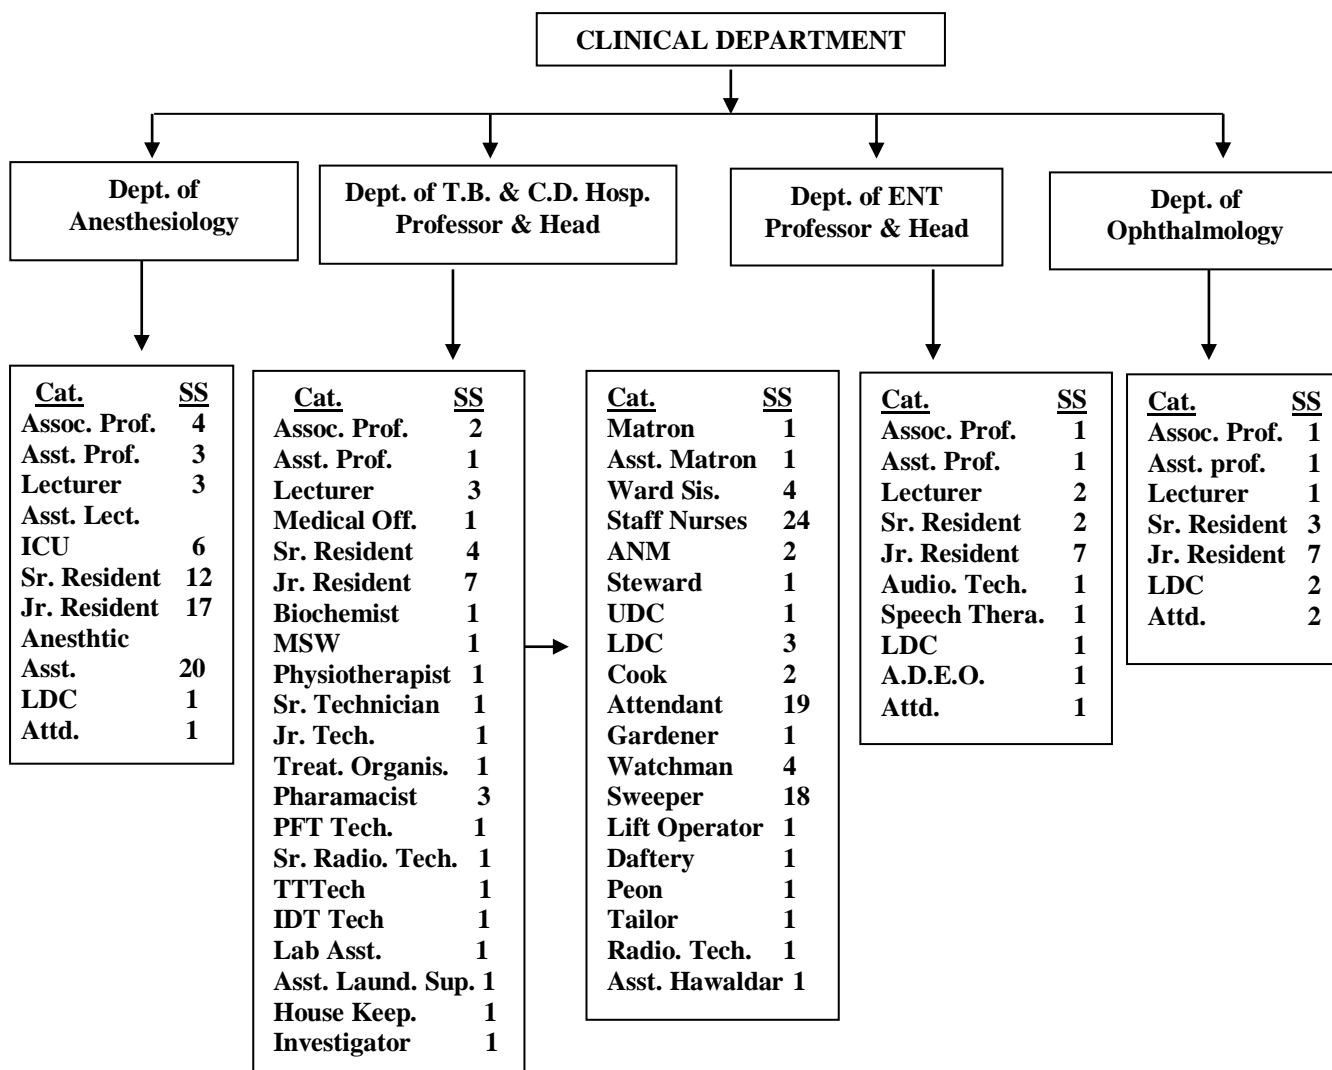 CLINICAL DEPARTMENT
Dept. of
Anesthesiology
Dept. of T.B. & C.D. Hosp.
Professor & Head
Dept. of ENT
Professor & Head
Dept. of
Ophthalmology
Cat. SS
Assoc. Prof. 4
Asst. Prof. 3
Lecturer 3
Asst. Lect.
ICU 6
Sr. Resident 12
Jr. Resident 17
Anesthtic
Asst. 20
LDC 1
Attd. 1
Cat. SS
Assoc. Prof. 2
Asst. Prof. 1
Lecturer 3
Medical Off. 1
Sr. Resident 4
Jr. Resident 7
Biochemist 1
MSW 1
Physiotherapist 1
Sr. Technician 1
Jr. Tech. 1
Treat. Organis. 1
Pharamacist 3
PFT Tech. 1
Sr. Radio. Tech. 1
TTTech 1
IDT Tech 1
Lab Asst. 1
Asst. Laund. Sup. 1
House Keep. 1
Investigator 1
Cat. SS
Matron 1
Asst. Matron 1
Ward Sis. 4
Staff Nurses 24
ANM 2
Steward 1
UDC 1
LDC 3
Cook 2
Attendant 19
Gardener 1
Watchman 4
Sweeper 18
Lift Operator 1
Daftery 1
Peon 1
Tailor 1
Radio. Tech. 1
Asst. Hawaldar 1
Cat. SS
Assoc. Prof. 1
Asst. Prof. 1
Lecturer 2
Sr. Resident 2
Jr. Resident 7
Audio. Tech. 1
Speech Thera. 1
LDC 1
A.D.E.O. 1
Attd. 1
Cat. SS
Assoc. Prof. 1
Asst. prof. 1
Lecturer 1
Sr. Resident 3
Jr. Resident 7
LDC 2
Attd. 2